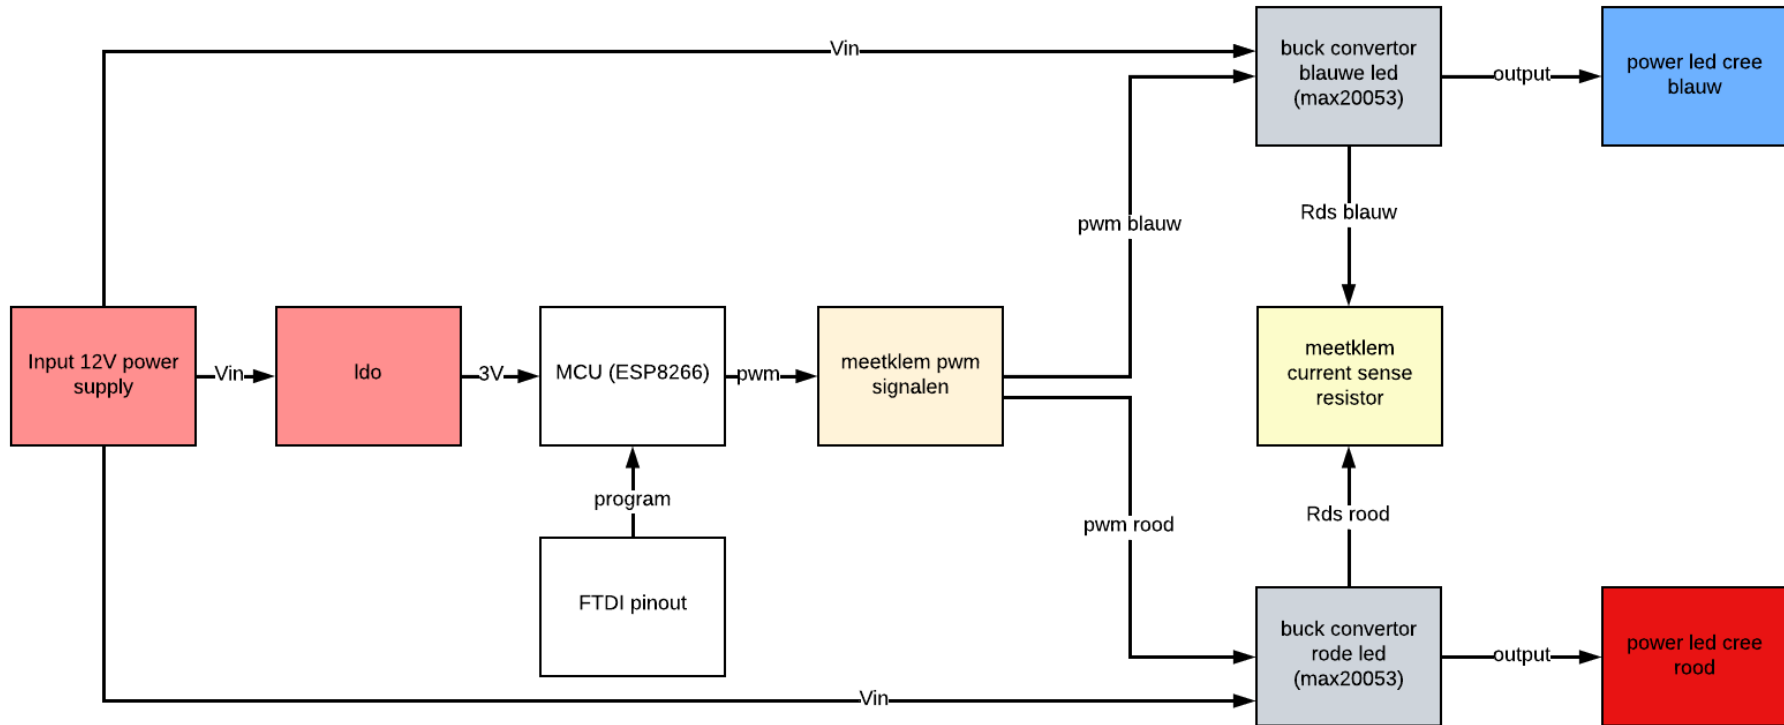 Vin
buck convertor
blauwe led
(max20053)
output
power led cree
blauw
pwm blauw
Rds blauw
Input 12V power
supply
Vin
ldo
3V
MCU (ESP8266)
pwm
meetklem pwm
signalen
meetklem
current sense
resistor
program
pwm rood
Rds rood
FTDI pinout
buck convertor
rode led
(max20053)
output
power led cree
rood
Vin